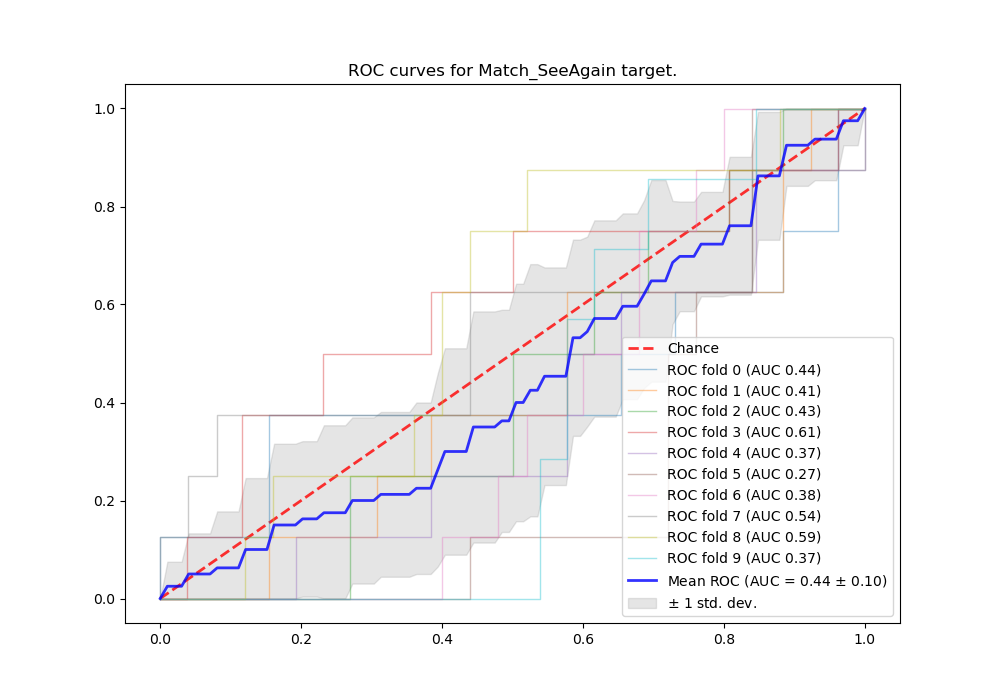 ROC curves for Match_SeeAgain target.
1.0
0.8
0.6
0.4
0.2
0.0
0.0 0.2 0.4 0.6 0.8 1.0
Chance
ROC fold 0 (AUC 0.44)
ROC fold 1 (AUC 0.41)
ROC fold 2 (AUC 0.43)
ROC fold 3 (AUC 0.61)
ROC fold 4 (AUC 0.37)
ROC fold 5 (AUC 0.27)
ROC fold 6 (AUC 0.38)
ROC fold 7 (AUC 0.54)
ROC fold 8 (AUC 0.59)
ROC fold 9 (AUC 0.37)
Mean ROC (AUC = 0.44 ± 0.10)
± 1 std. dev.